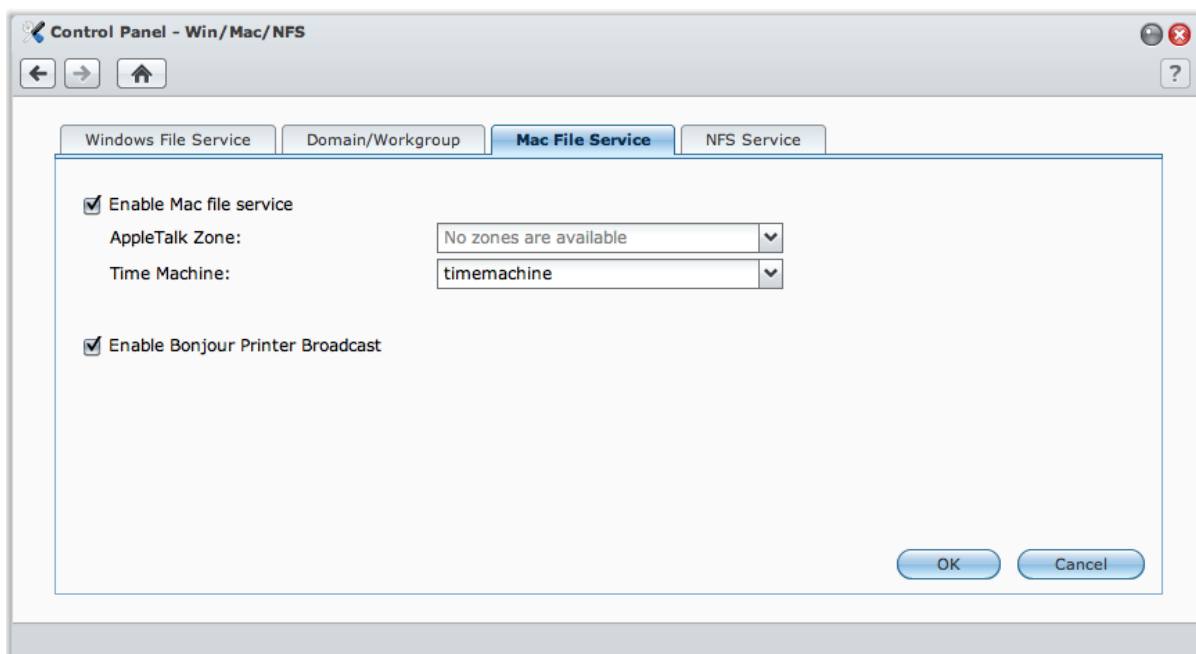 Control Panel - Win/Mac/NFS
?
Windows File Service Domain/Workgroup Mac File Service NFS Service
Enable Mac file service
AppleTalk Zone: No zones are available
Time Machine: timemachine
Enable Bonjour Printer Broadcast
OK Cancel